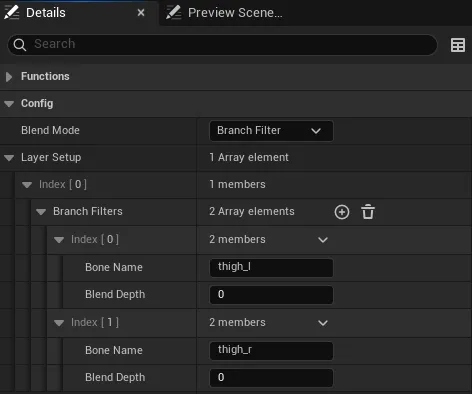 Details
Preview Scene...
Search
Functions
Config
Blend Mode
Branch Filter
Layer Setup
1 Array element
Index [ 0 ]
1 members
Branch Filters
2 Array elements
Index [ 0 ]
2 members
Bone Name
thigh_l
Blend Depth
0
Index [ 1 ]
2 members
Bone Name
thigh_r
Blend Depth
0